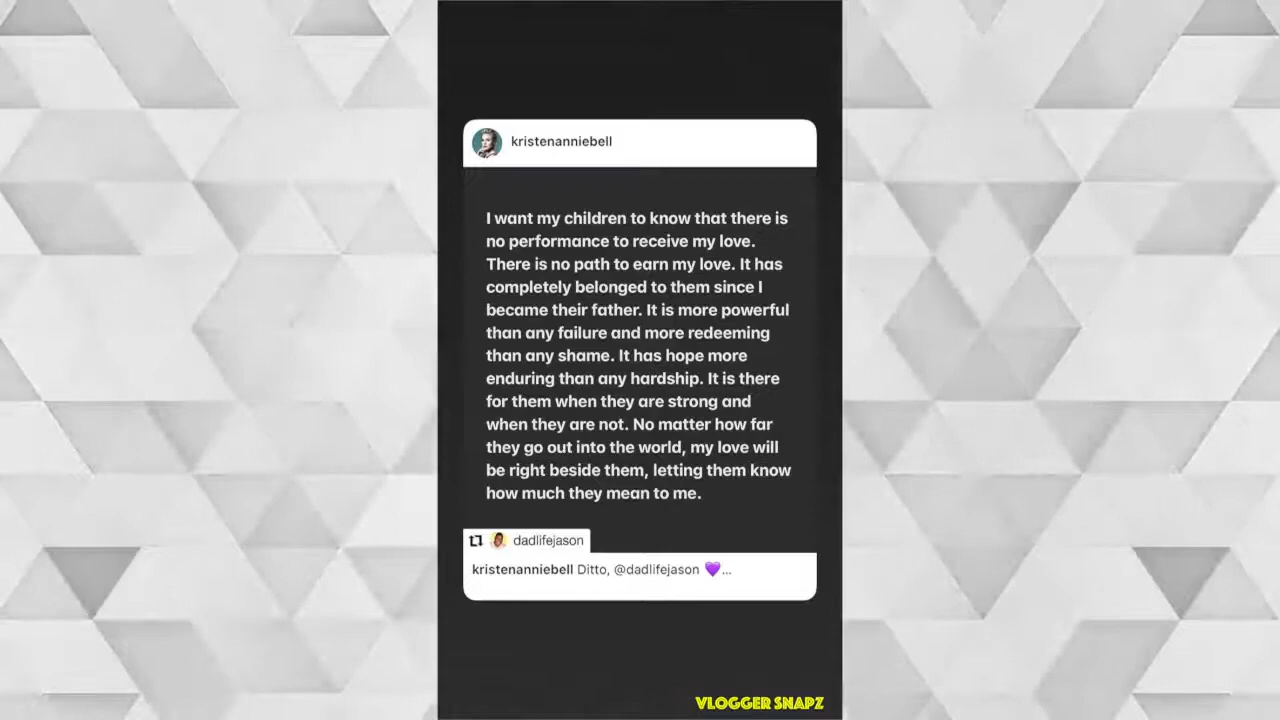 kristenanniebell
I want my children to know that there is
no performance to receive my love.
There is no path to earn my love. It has
completely belonged to them since I
became their father. It is more powerful
than any failure and more redeeming
than any shame. It has hope more
enduring than any hardship. It is there
for them when they are strong and
when they are not. No matter how far
they go out into the world, my love will
be right beside them, letting them know
how much they mean to me.
dadlifejason
kristenanniebell Ditto, @dadlifejason 💜...
VLOGGER SNAPZ